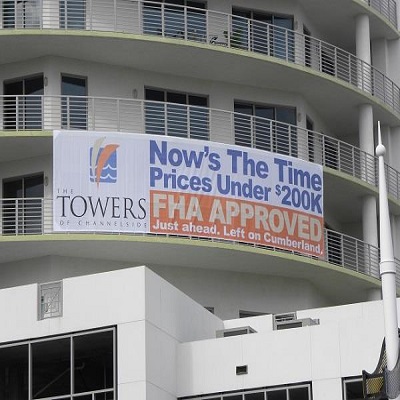 THE
TOWERS
OF CHANNELSIDE
Now's The Time
Prices Under $200K
FHA APPROVED
Just ahead. Left on Cumberland.